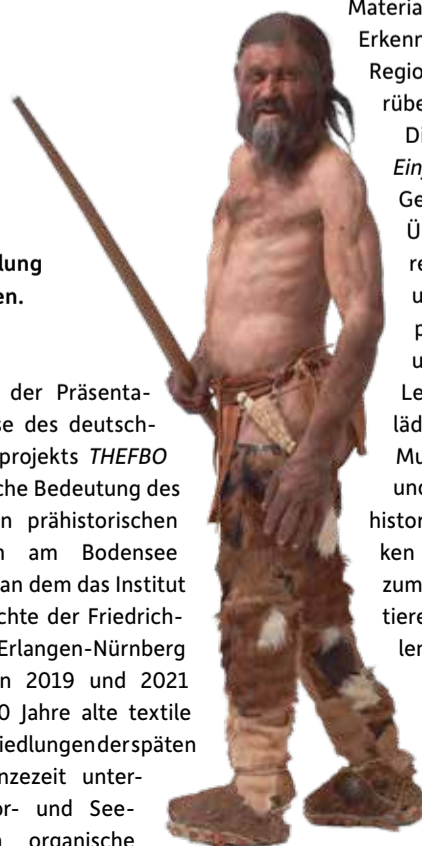 lung
en.
der Präsenta-
se des deutsch-
projekts THEFBO
che Bedeutung des
n prähistorischen
n am Bodensee
an dem das Institut
chte der Friedrich-
Erlangen-Nürnberg
n 2019 und 2021
0 Jahre alte textile
iedlungen der späten
nzezeit unter-
or- und See-
organische
Materia
Erkenn
Regio
rübe
Di
Ein
Ge
Ü
re
u
p
u
Le
läd
Mu
und
histor
ken
zum
tiere
ler